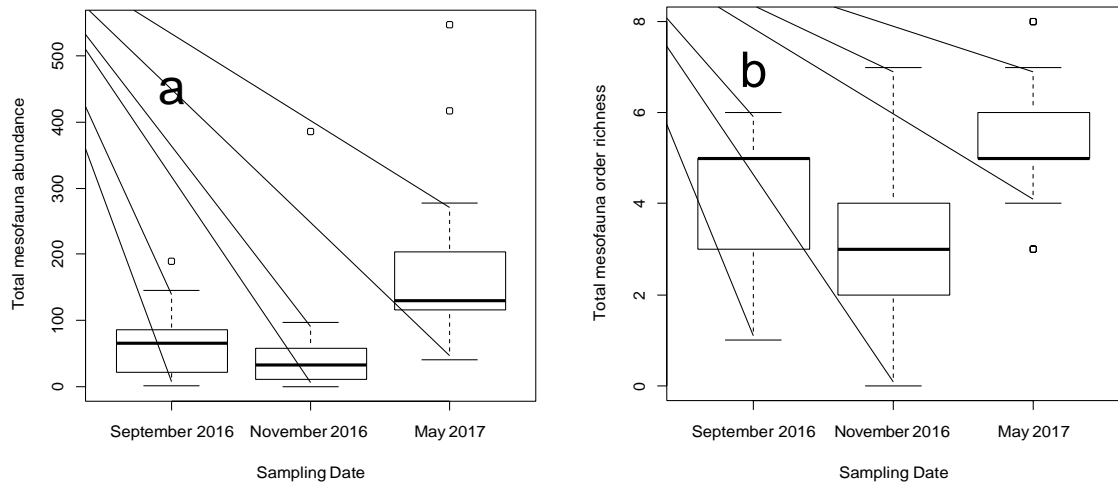 a
Total mesofauna abundance
500
400
300
200
100
0
September 2016 November 2016 May 2017
Sampling Date
b
Total mesofauna order richness
8
6
4
2
0
September 2016 November 2016 May 2017
Sampling Date